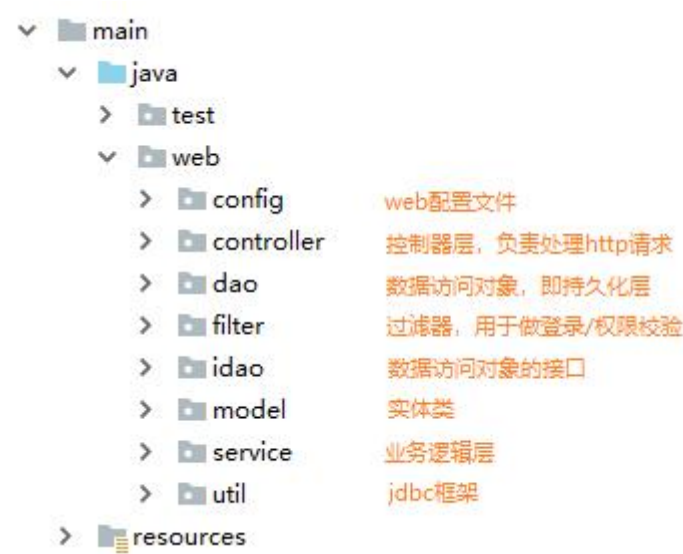 main
java
test
web
config web配置文件
controller 控制器层，负责处理http请求
dao 数据访问对象，即持久化层
filter 过滤器，用于做登录/权限校验
idao 数据访问对象的接口
model 实体类
service 业务逻辑层
util jdbc框架
resources